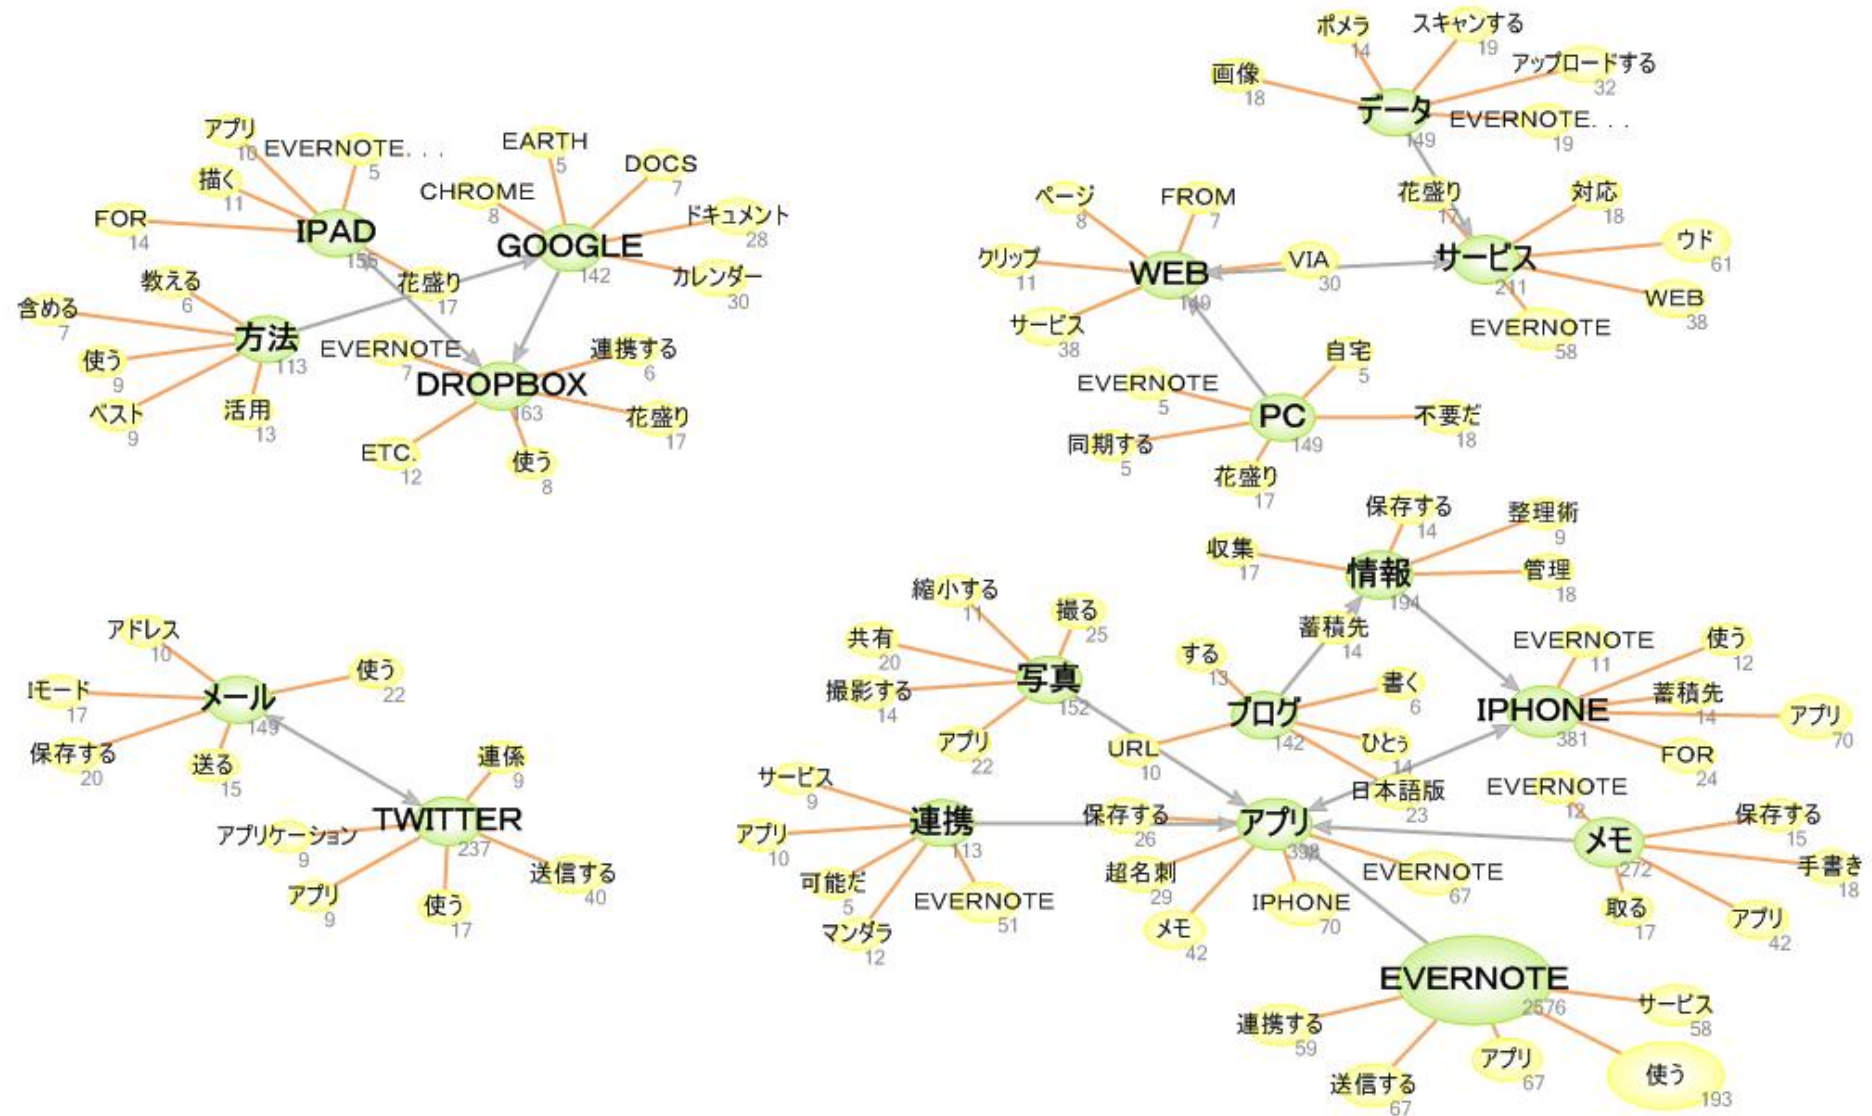 アプリ
10
EVERNOTE...
5
描く
11
FOR
14
IPAD
155
花盛り
17
EARTH
5
DOCS
7
CHROME
8
ドキュメント
28
GOOGLE
142
カレンダー
30
教える
6
含める
7
方法
113
使う
9
ベスト
9
活用
13
EVERNOTE
7
連携する
6
DROPBOX
163
花盛り
17
ETC.
12
使う
8
ポメラ
14
スキャンする
19
画像
18
アップロードする
32
データ
149
EVERNOTE...
19
花盛り
17
対応
18
サービス
211
ウド
61
WEB
38
EVERNOTE
58
ページ
8
FROM
7
クリップ
11
WEB
149
VIA
30
サービス
38
自宅
5
EVERNOTE
5
PC
149
不要だ
18
同期する
5
花盛り
17
アドレス
10
使う
22
Iモード
17
メール
149
保存する
20
送る
15
連係
9
TWITTER
237
アプリケーション
9
アプリ
9
使う
17
送信する
40
保存する
14
整理術
9
収集
17
情報
194
管理
18
蓄積先
14
縮小する
11
撮る
25
共有
20
写真
152
撮影する
14
アプリ
22
する
13
書く
6
ブログ
142
ひとぅ
14
URL
10
日本語版
23
EVERNOTE
11
使う
12
蓄積先
14
IPHONE
381
アプリ
70
FOR
24
サービス
9
アプリ
10
連携
113
可能だ
5
マンダラ
12
EVERNOTE
51
保存する
26
アプリ
超名刺
29
メモ
42
IPHONE
70
EVERNOTE
67
EVERNOTE
12
保存する
15
メモ
272
手書き
18
取る
17
アプリ
42
EVERNOTE
2576
連携する
59
送信する
67
アプリ
67
サービス
58
使う
193